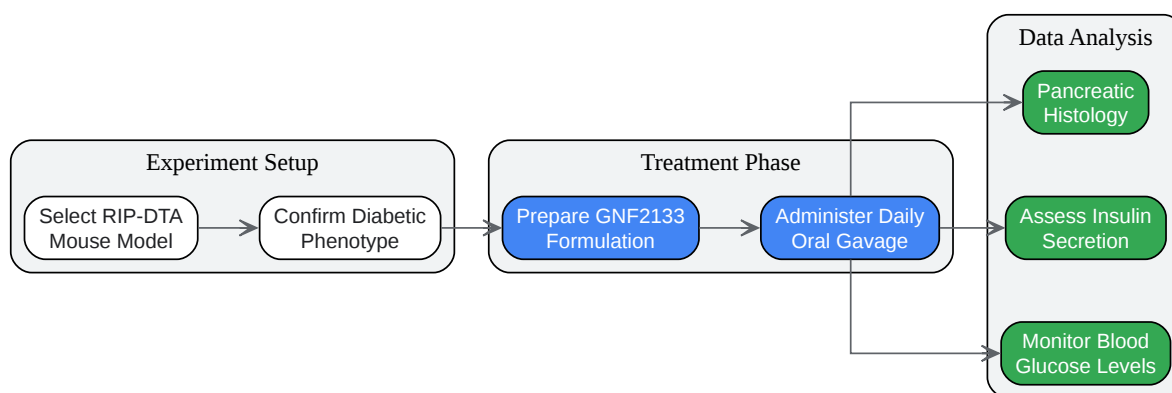 Experiment Setup
Select RIP-DTA
Mouse Model
Confirm Diabetic
Phenotype
Treatment Phase
Prepare GNF2133
Formulation
Administer Daily
Oral Gavage
Data Analysis
Pancreatic
Histology
Assess Insulin
Secretion
Monitor Blood
Glucose Levels